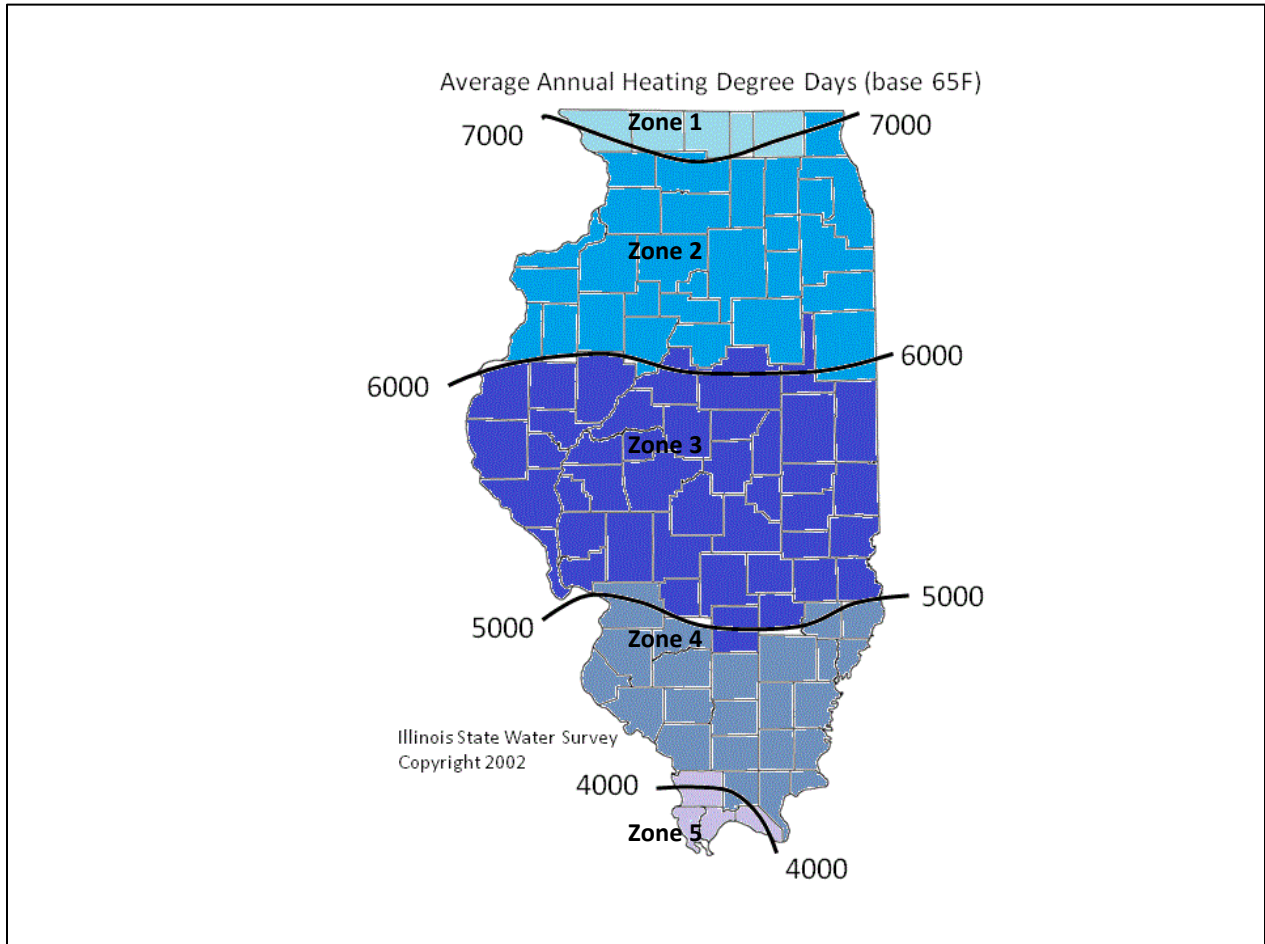 Average Annual Heating Degree Days (base 65F)
7000
Zone 1
7000
Zone 2
6000
6000
Zone 3
5000
5000
Zone 4
Illinois State Water Survey
Copyright 2002
4000
Zone 5
4000